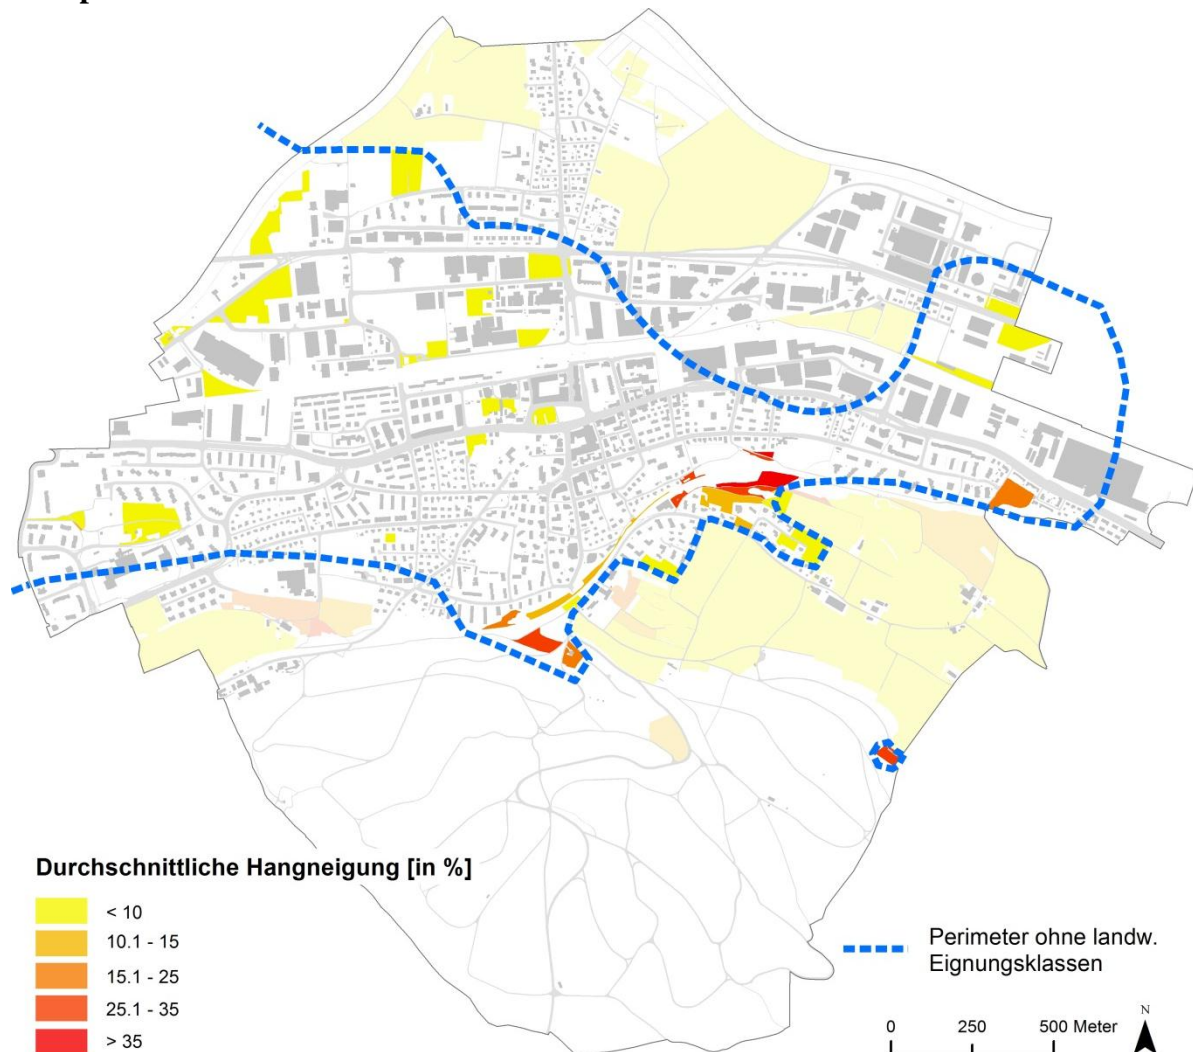 Durchschnittliche Hangneigung [in %]
< 10
10.1 - 15
15.1 - 25
25.1 - 35
> 35
Perimeter ohne landw.
Eignungsklassen
N
0 250 500 Meter